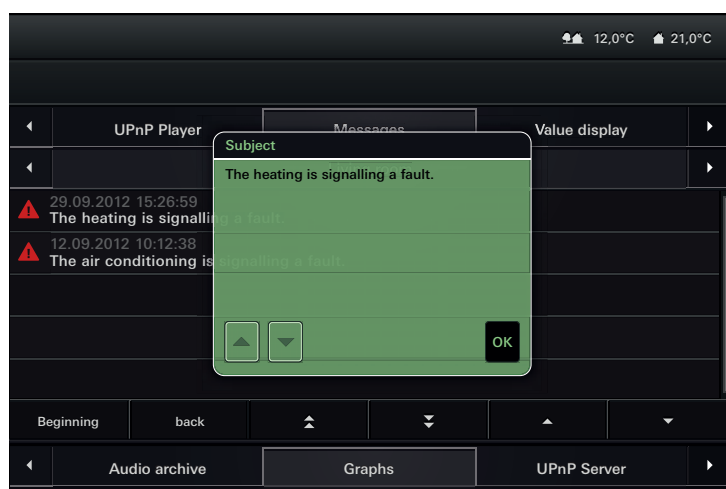 12,0°C 21,0°C
UPnP Player Messages Value display
Subject
The heating is signalling a fault.
29.09.2012 15:26:59
The heating is signalling a fault.
12.09.2012 10:12:38
The air conditioning is signalling a fault.
OK
Beginning back
Audio archive Graphs UPnP Server